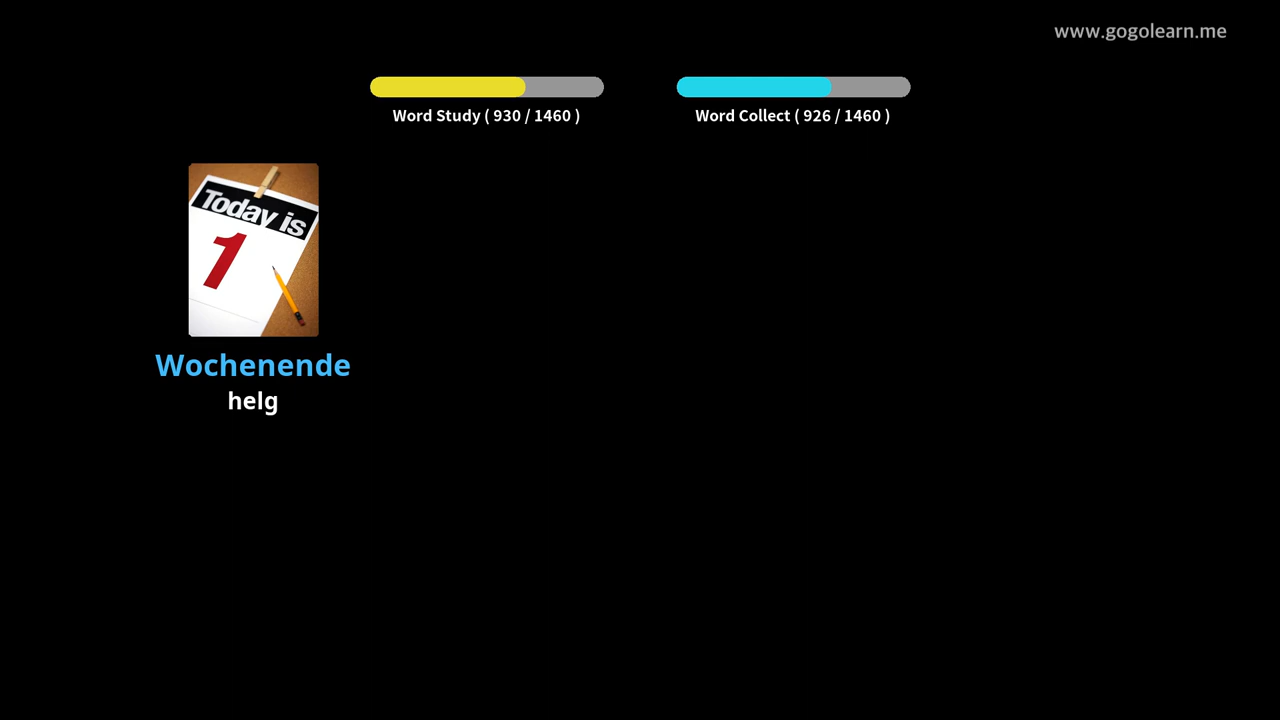 www.gogolearn.me
Word Study ( 930 / 1460 )
Word Collect ( 926 / 1460 )
Today is
1
Wochenende
helg